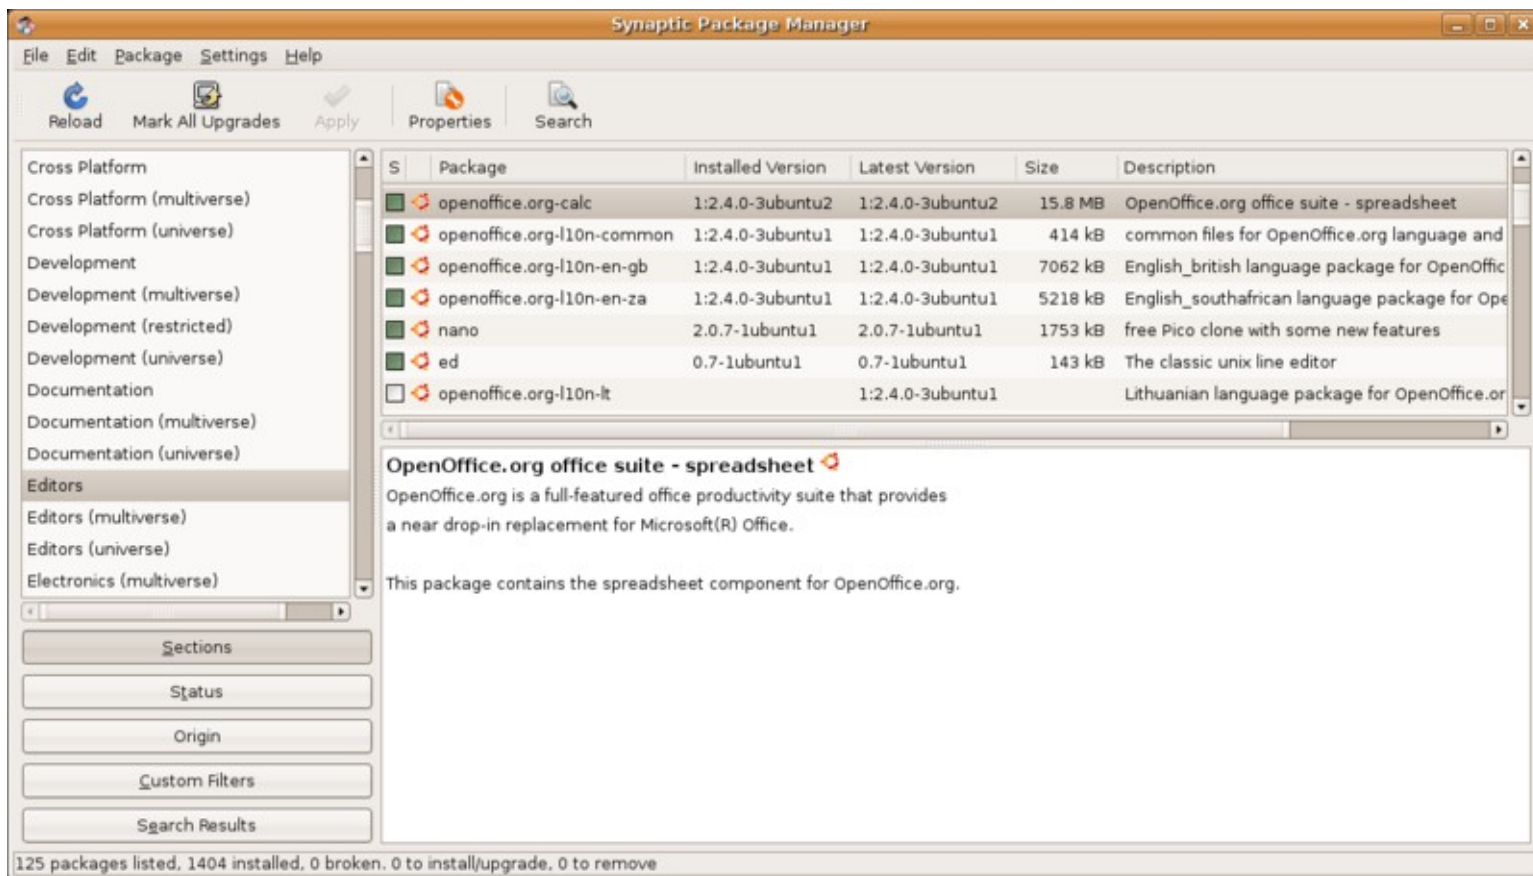 Synaptic Package Manager
File Edit Package Settings Help
Reload Mark All Upgrades Apply Properties Search
Cross Platform
Cross Platform (multiverse)
Cross Platform (universe)
Development
Development (multiverse)
Development (restricted)
Development (universe)
Documentation
Documentation (multiverse)
Documentation (universe)
Editors
Editors (multiverse)
Editors (universe)
Electronics (multiverse)
Sections
Status
Origin
Custom Filters
Search Results
S Package Installed Version Latest Version Size Description
openoffice.org-calc 1:2.4.0-3ubuntu2 1:2.4.0-3ubuntu2 15.8 MB OpenOffice.org office suite - spreadsheet
openoffice.org-l10n-common 1:2.4.0-3ubuntu1 1:2.4.0-3ubuntu1 414 kB common files for OpenOffice.org language and
openoffice.org-l10n-en-gb 1:2.4.0-3ubuntu1 1:2.4.0-3ubuntu1 7062 kB English_british language package for OpenOffic
openoffice.org-l10n-en-za 1:2.4.0-3ubuntu1 1:2.4.0-3ubuntu1 5218 kB English_southafrican language package for Ope
nano 2.0.7-1ubuntu1 2.0.7-1ubuntu1 1753 kB free Pico clone with some new features
ed 0.7-1ubuntu1 0.7-1ubuntu1 143 kB The classic unix line editor
openoffice.org-l10n-lt 1:2.4.0-3ubuntu1 Lithuanian language package for OpenOffice.or
OpenOffice.org office suite - spreadsheet
OpenOffice.org is a full-featured office productivity suite that provides
a near drop-in replacement for Microsoft(R) Office.
This package contains the spreadsheet component for OpenOffice.org.
125 packages listed, 1404 installed, 0 broken. 0 to install/upgrade, 0 to remove